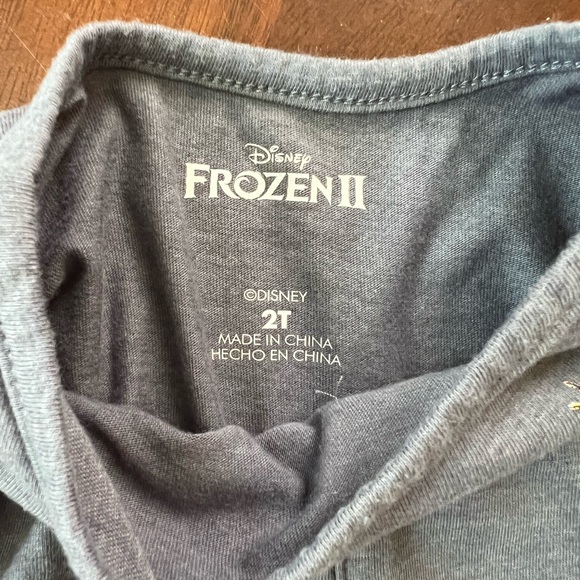 Disney
FROZEN II
©DISNEY
2T
MADE IN CHINA
HECHO EN CHINA